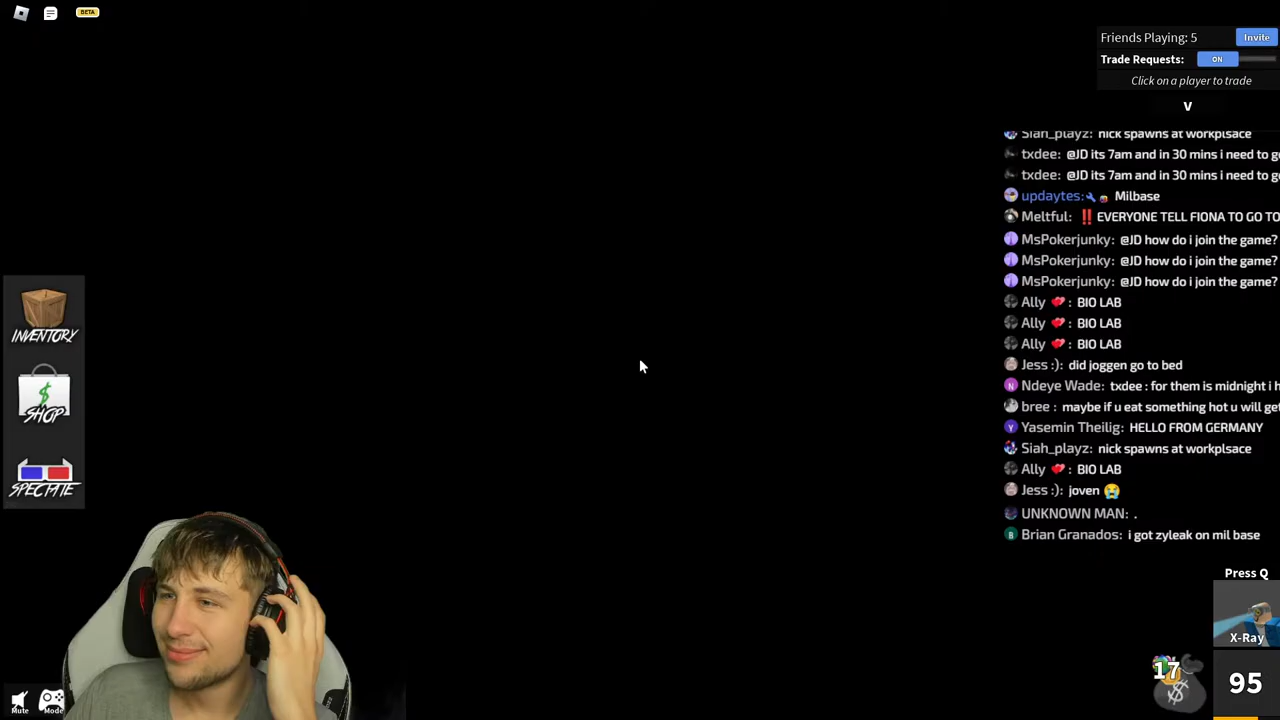 BETA
Friends Playing: 5
Invite
Trade Requests:
ON
Click on a player to trade
v
Siah_playz: nick spawns at workplsace
txdee: @JD its 7am and in 30 mins i need to go
txdee: @JD its 7am and in 30 mins i need to go
updaytes: Milbase
Meltful: ‼️ EVERYONE TELL FIONA TO GO TO
MsPokerjunky: @JD how do i join the game?
MsPokerjunky: @JD how do i join the game?
MsPokerjunky: @JD how do i join the game?
Ally 💕 : BIO LAB
Ally 💕 : BIO LAB
Ally 💕 : BIO LAB
Jess :): did joggen go to bed
Ndeye Wade: txdee : for them is midnight i h
bree : maybe if u eat something hot u will get
Yasemin Theilig: HELLO FROM GERMANY
Siah_playz: nick spawns at workplsace
Ally 💕 : BIO LAB
Jess :): joven 😭
UNKNOWN MAN: .
Brian Granados: i got zyleak on mil base
INVENTORY
SHOP
SPECTATE
Mute
Mode
Press Q
X-Ray
17
95